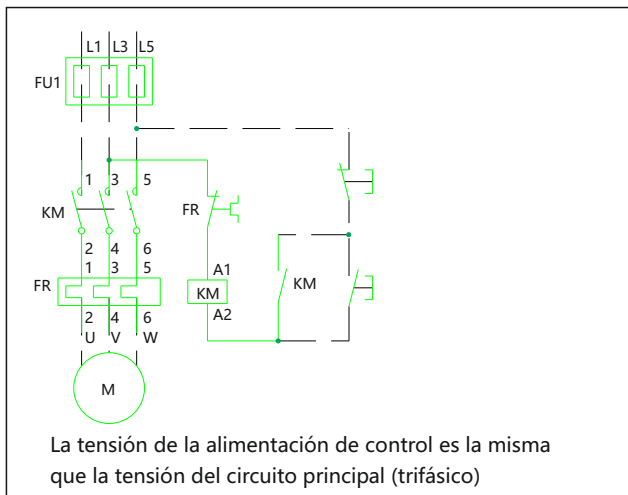 L1 L3 L5
FU1
1 3 5
KM
2 4 6
1 3 5
FR
2 4 6
U V W
M
FR
A1
KM
A2
KM
La tensión de la alimentación de control es la misma
que la tensión del circuito principal (trifásico)